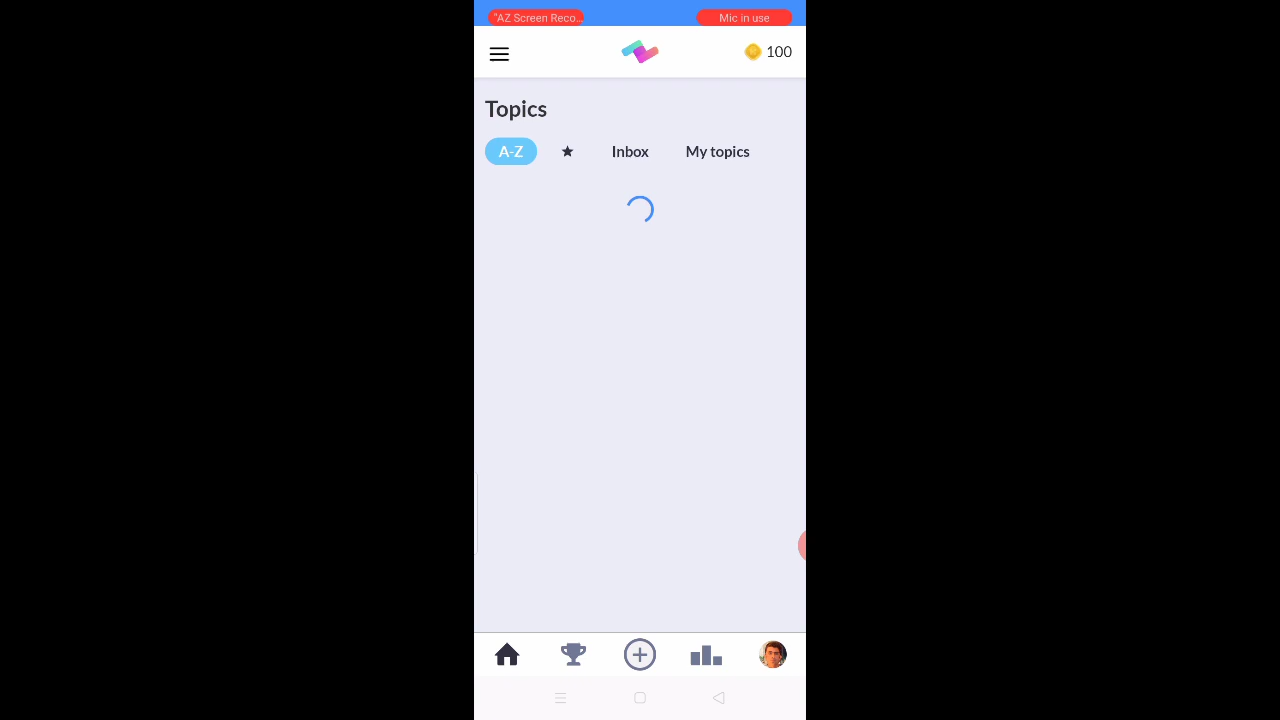 "AZ Screen Reco...
Mic in use
100
Topics
A-Z
Inbox
My topics